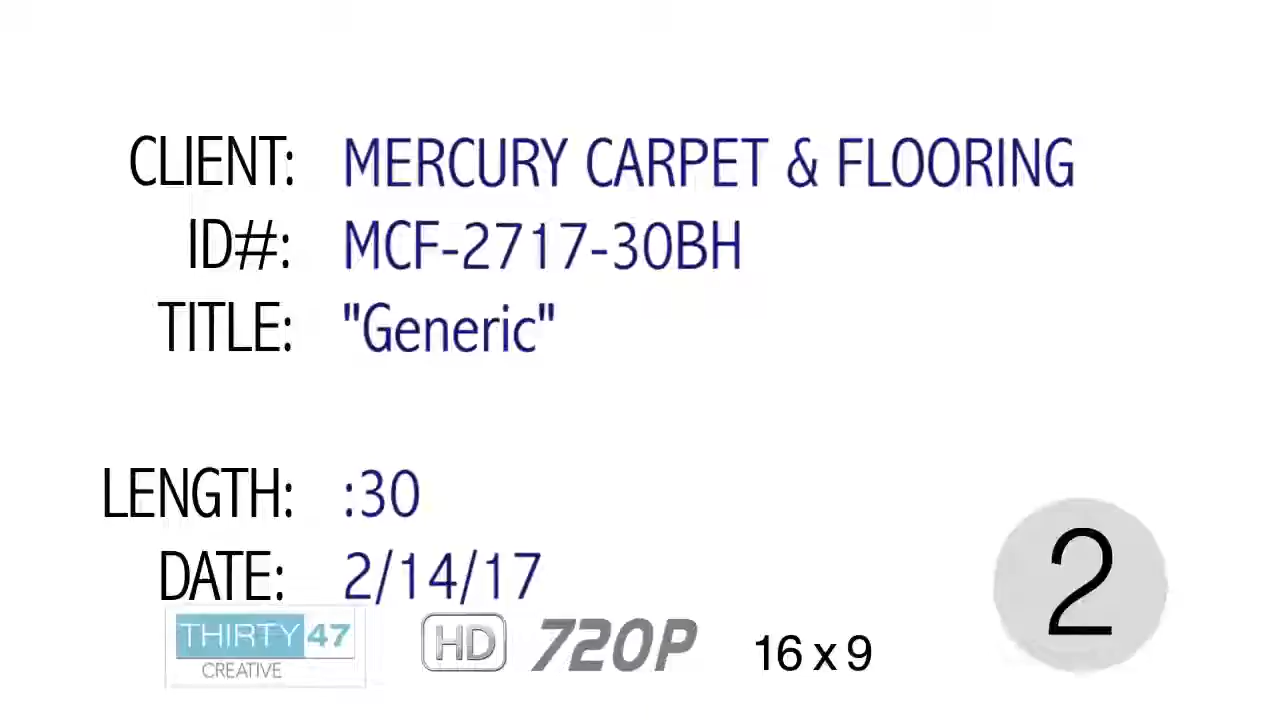 CLIENT: MERCURY CARPET & FLOORING
ID#: MCF-2717-30BH
TITLE: "Generic"
LENGTH: :30
DATE: 2/14/17
THIRTY 47
CREATIVE
HD 720P
16 x 9
2